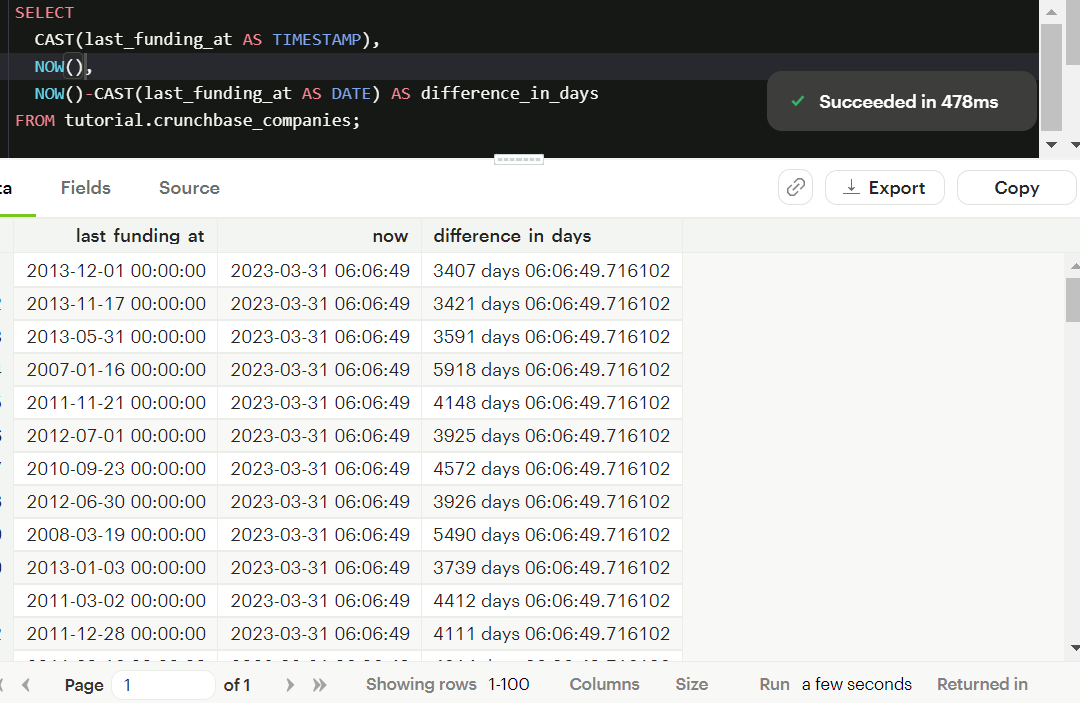 SELECT
CAST(last_funding_at AS TIMESTAMP),
NOW(),
NOW()-CAST(last_funding_at AS DATE) AS difference_in_days
FROM tutorial.crunchbase_companies;
Succeeded in 478ms
Fields Source Export Copy
last funding at now difference in days
2013-12-01 00:00:00 2023-03-31 06:06:49 3407 days 06:06:49.716102
2013-11-17 00:00:00 2023-03-31 06:06:49 3421 days 06:06:49.716102
2013-05-31 00:00:00 2023-03-31 06:06:49 3591 days 06:06:49.716102
2007-01-16 00:00:00 2023-03-31 06:06:49 5918 days 06:06:49.716102
2011-11-21 00:00:00 2023-03-31 06:06:49 4148 days 06:06:49.716102
2012-07-01 00:00:00 2023-03-31 06:06:49 3925 days 06:06:49.716102
2010-09-23 00:00:00 2023-03-31 06:06:49 4572 days 06:06:49.716102
2012-06-30 00:00:00 2023-03-31 06:06:49 3926 days 06:06:49.716102
2008-03-19 00:00:00 2023-03-31 06:06:49 5490 days 06:06:49.716102
2013-01-03 00:00:00 2023-03-31 06:06:49 3739 days 06:06:49.716102
2011-03-02 00:00:00 2023-03-31 06:06:49 4412 days 06:06:49.716102
2011-12-28 00:00:00 2023-03-31 06:06:49 4111 days 06:06:49.716102
Page 1 of 1 Showing rows 1-100 Columns Size Run a few seconds Returned in